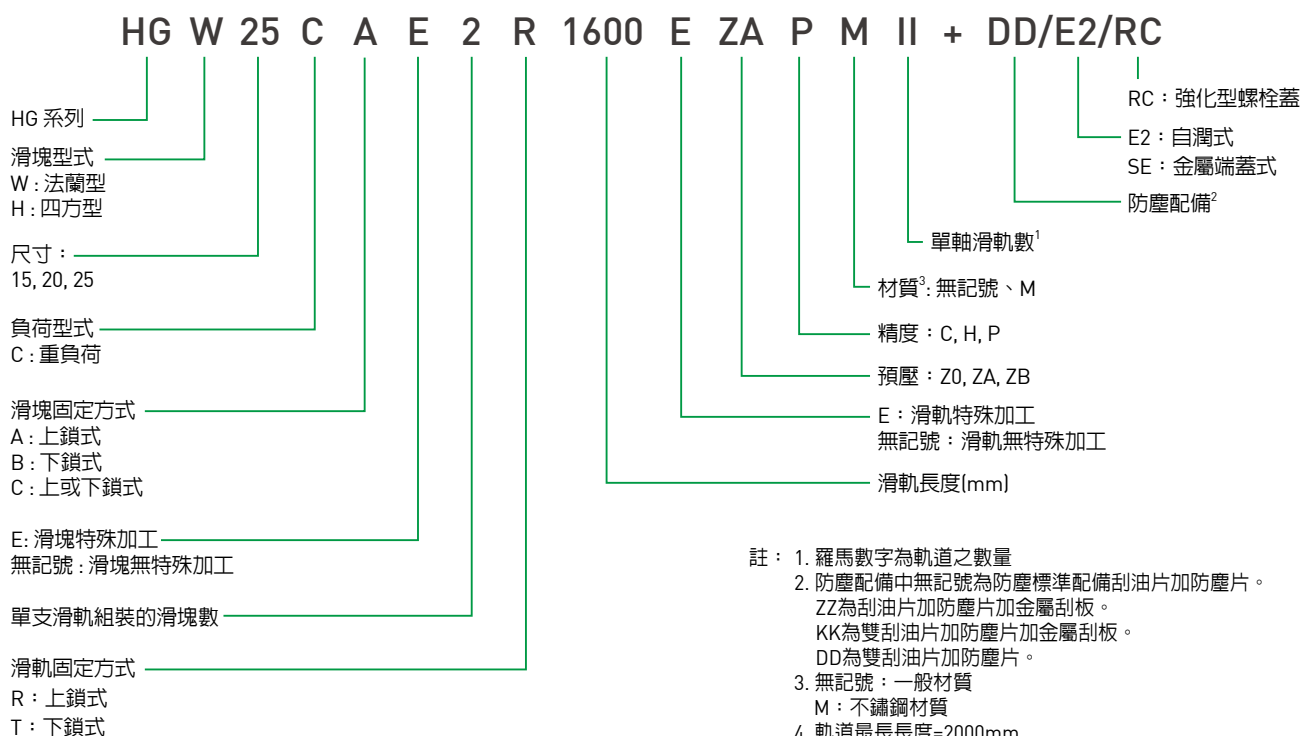 HG W 25 C A E 2 R 1600 E ZA P M II + DD/E2/RC
HG 系列
滑塊型式
W : 法蘭型
H : 四方型
尺寸：
15, 20, 25
負荷型式
C : 重負荷
滑塊固定方式
A : 上鎖式
B : 下鎖式
C : 上或下鎖式
E: 滑塊特殊加工
無記號 : 滑塊無特殊加工
單支滑軌組裝的滑塊數
滑軌固定方式
R：上鎖式
T：下鎖式
RC：強化型螺栓蓋
E2：自潤式
SE：金屬端蓋式
防塵配備2
單軸滑軌數1
材質3: 無記號、M
精度：C, H, P
預壓：Z0, ZA, ZB
E：滑軌特殊加工
無記號：滑軌無特殊加工
滑軌長度(mm)
註： 1. 羅馬數字為軌道之數量
2. 防塵配備中無記號為防塵標準配備刮油片加防塵片。
ZZ為刮油片加防塵片加金屬刮板。
KK為雙刮油片加防塵片加金屬刮板。
DD為雙刮油片加防塵片。
3. 無記號：一般材質
M：不鏽鋼材質
4. 軌道最長長度=2000mm